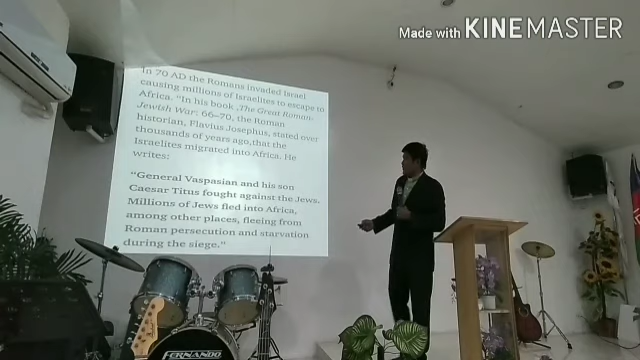 Made with KINEMASTER
In 70 AD the Romans invaded Israel
causing millions of Israelites to escape to
Africa. "In his book ,The Great Roman-
Jewish War: 66–70, the Roman
historian, Flavius Josephus, stated over
thousands of years ago,that the
Israelites migrated into Africa. He
writes:
"General Vaspasian and his son
Caesar Titus fought against the Jews.
Millions of Jews fled into Africa,
among other places, fleeing from
Roman persecution and starvation
during the siege."
FERNANDO